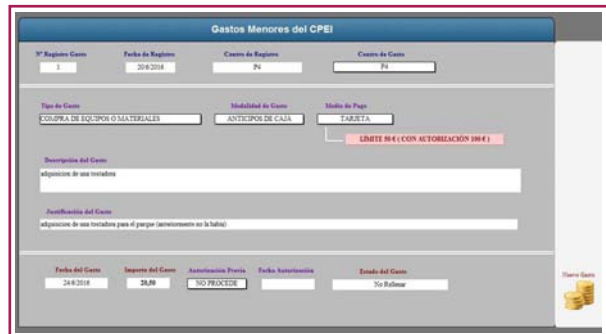 Gastos Menores del CPEI
Nº Registro Gasto Fecha de Registro Centro de Registro Centro de Gasto
1 20/6/2016 P4 P4
Tipo de Gasto Modalidad de Gasto Medio de Pago
COMPRA DE EQUIPOS O MATERIALES ANTICIPOS DE CAJA TARJETA
LÍMITE 50 € ( CON AUTORIZACIÓN 100 € )
Descripción del Gasto
adquisicion de una tostadora
Justificación del Gasto
adquisicion de una tostadora para el parque (anteriormente no la habia)
Fecha del Gasto Importe del Gasto Autorización Previa Fecha Autorización Estado del Gasto
24/6/2016 20,50 NO PROCEDE No Rellenar
Nuevo Gasto